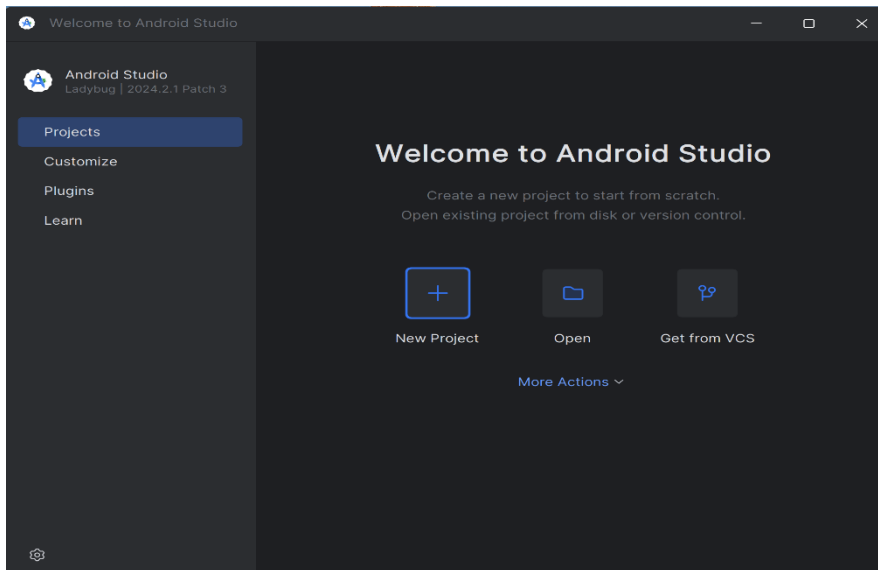 Welcome to Android Studio
Android Studio
Ladybug | 2024.2.1 Patch 3
Projects
Customize
Plugins
Learn
Welcome to Android Studio
Create a new project to start from scratch.
Open existing project from disk or version control.
New Project
Open
Get from VCS
More Actions